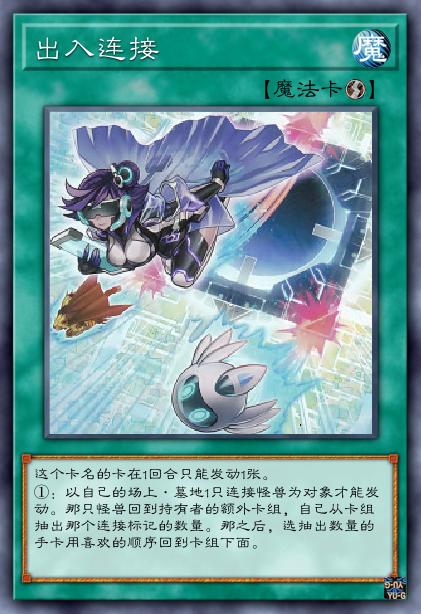 出入连接
魔
【魔法卡】
这个卡名的卡在1回合只能发动1张。
①：以自己的场上·墓地1只连接怪兽为对象才能发
动。那只怪兽回到持有者的额外卡组，自己从卡组
抽出那个连接标记的数量。那之后，选抽出数量的
手卡用喜欢的顺序回到卡组下面。